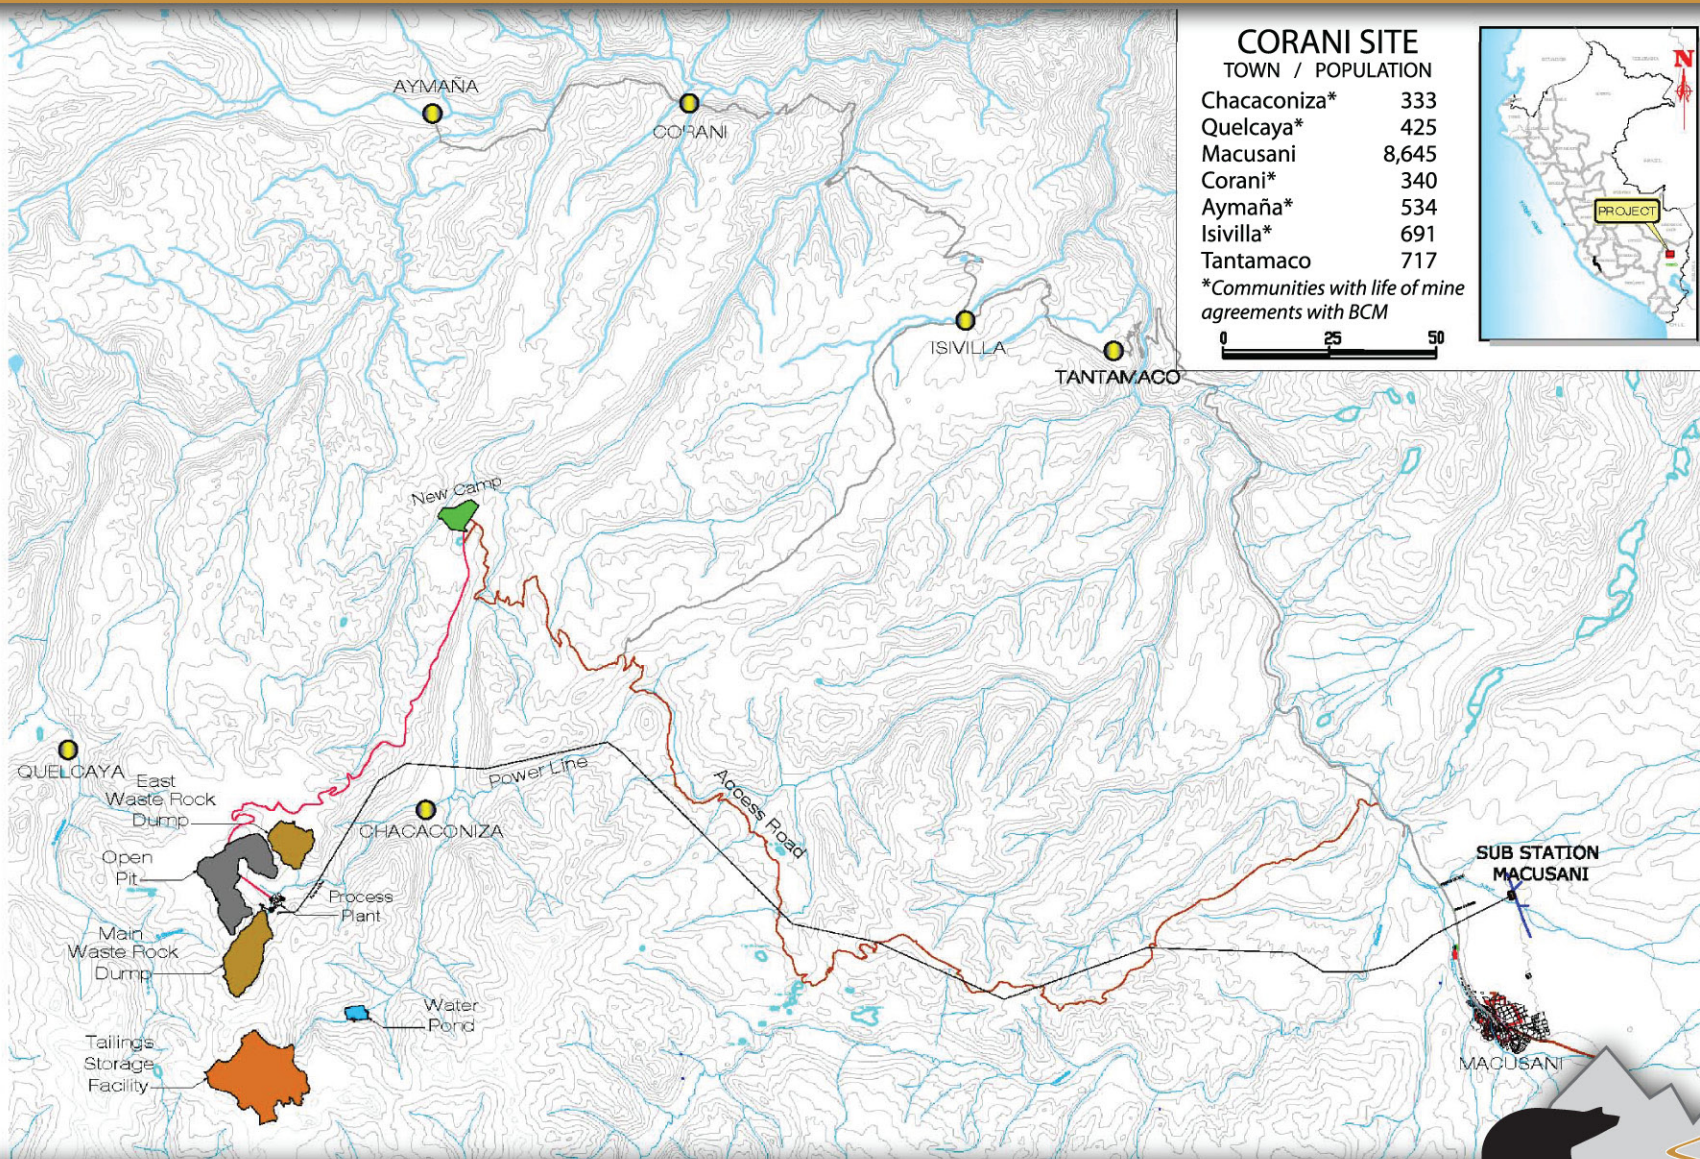 CORANI SITE
TOWN / POPULATION
Chacaconiza* 333
Quelcaya* 425
Macusani 8,645
Corani* 340
Aymaña* 534
Isivilla* 691
Tantamaco 717
*Communities with life of mine
agreements with BCM
0 25 50
N
PROJECT
AYMAÑA
CORANI
ISIVILLA
TANTAMACO
New Camp
QUELCAYA
East
Waste Rock
Dump
Power Line
CHACACONIZA
Access Road
Open
Pit
Process
Plant
SUB STATION
MACUSANI
Main
Waste Rock
Dump
Water
Pond
Tailings
Storage
Facility
MACUSANI